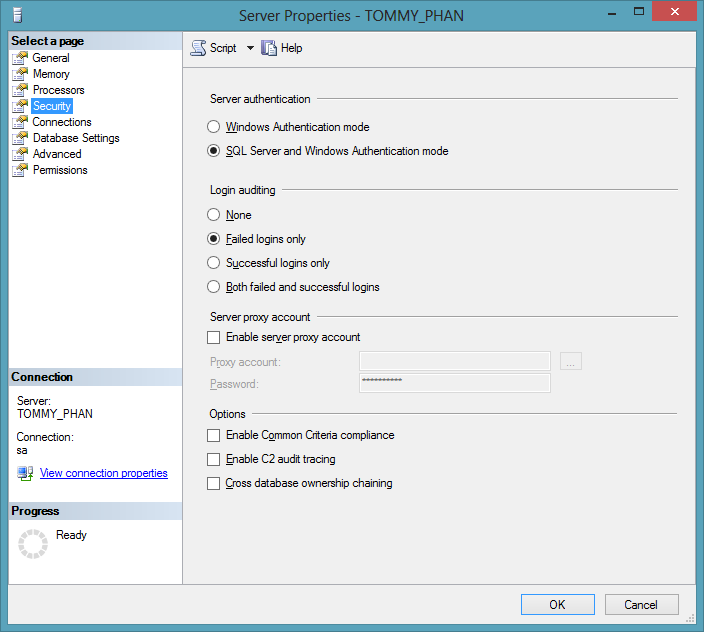 Server Properties - TOMMY_PHAN
Select a page
General
Memory
Processors
Security
Connections
Database Settings
Advanced
Permissions
Connection
Server:
TOMMY_PHAN
Connection:
sa
View connection properties
Progress
Ready
Script
Help
Server authentication
Windows Authentication mode
SQL Server and Windows Authentication mode
Login auditing
None
Failed logins only
Successful logins only
Both failed and successful logins
Server proxy account
Enable server proxy account
Proxy account:
...
Password:
**********
Options
Enable Common Criteria compliance
Enable C2 audit tracing
Cross database ownership chaining
OK
Cancel